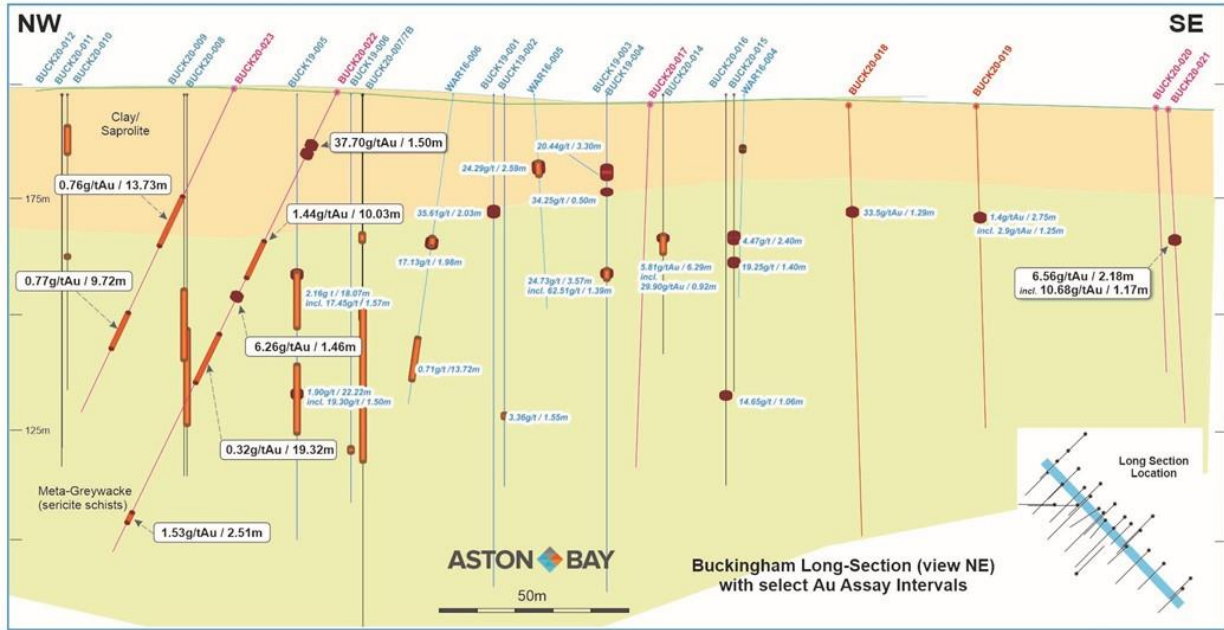 NW
SE
BUCK20-012
BUCK20-011
BUCK20-010
BUCK20-009
BUCK20-008
BUCK20-023
BUCK19-005
BUCK20-022
BUCK19-006
BUCK20-007/7B
WAR16-006
BUCK19-001
BUCK19-002
WAR16-005
BUCK19-003
BUCK19-004
BUCK20-017
BUCK20-014
BUCK20-016
BUCK20-015
WAR16-004
BUCK20-018
BUCK20-019
BUCK20-020
BUCK20-021
Clay/
Saprolite
37.70g/tAu / 1.50m
20.44g/t / 3.30m
24.29g/t / 2.59m
0.76g/tAu / 13.73m
175m
34.25g/t / 0.50m
1.44g/tAu / 10.03m
35.61g/t / 2.03m
33.5g/tAu / 1.29m
1.4g/tAu / 2.75m
incl. 2.9g/tAu / 1.25m
4.47g/t / 2.40m
17.13g/t / 1.98m
19.25g/t / 1.40m
5.81g/tAu / 6.29m
incl.
29.90g/tAu / 0.92m
0.77g/tAu / 9.72m
24.73g/t / 3.57m
incl. 62.51g/t / 1.39m
6.56g/tAu / 2.18m
incl. 10.68g/tAu / 1.17m
2.16g t / 18.07m
incl. 17.45g/t / 1.57m
6.26g/tAu / 1.46m
0.71g/t /13.72m
1.90g/t / 22.22m
incl. 19.30g/t / 1.50m
14.65g/t / 1.06m
3.36g/t / 1.55m
125m
0.32g/tAu / 19.32m
Long Section
Location
Meta-Greywacke
(sericite schists)
1.53g/tAu / 2.51m
ASTON BAY
50m
Buckingham Long-Section (view NE)
with select Au Assay Intervals